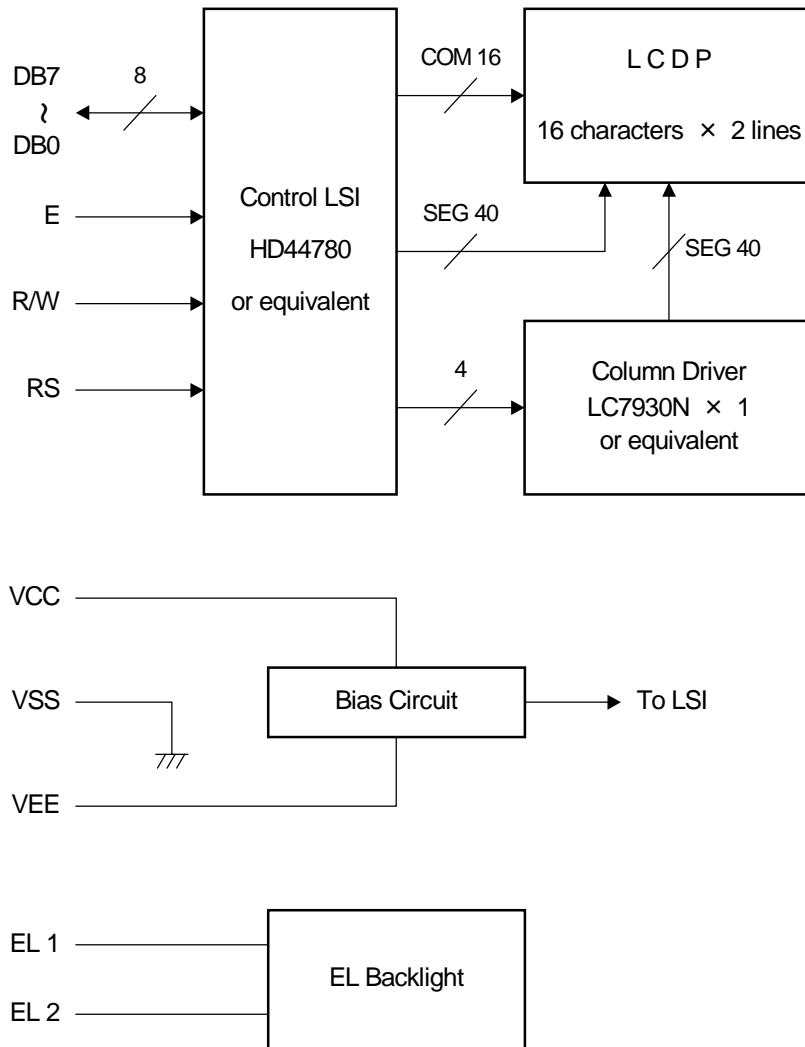 DB7
~
DB0
8
E
R/W
RS
Control LSI
HD44780
or equivalent
COM 16
SEG 40
4
L C D P
16 characters × 2 lines
SEG 40
Column Driver
LC7930N × 1
or equivalent
VCC
VSS
VEE
Bias Circuit
To LSI
EL 1
EL 2
EL Backlight